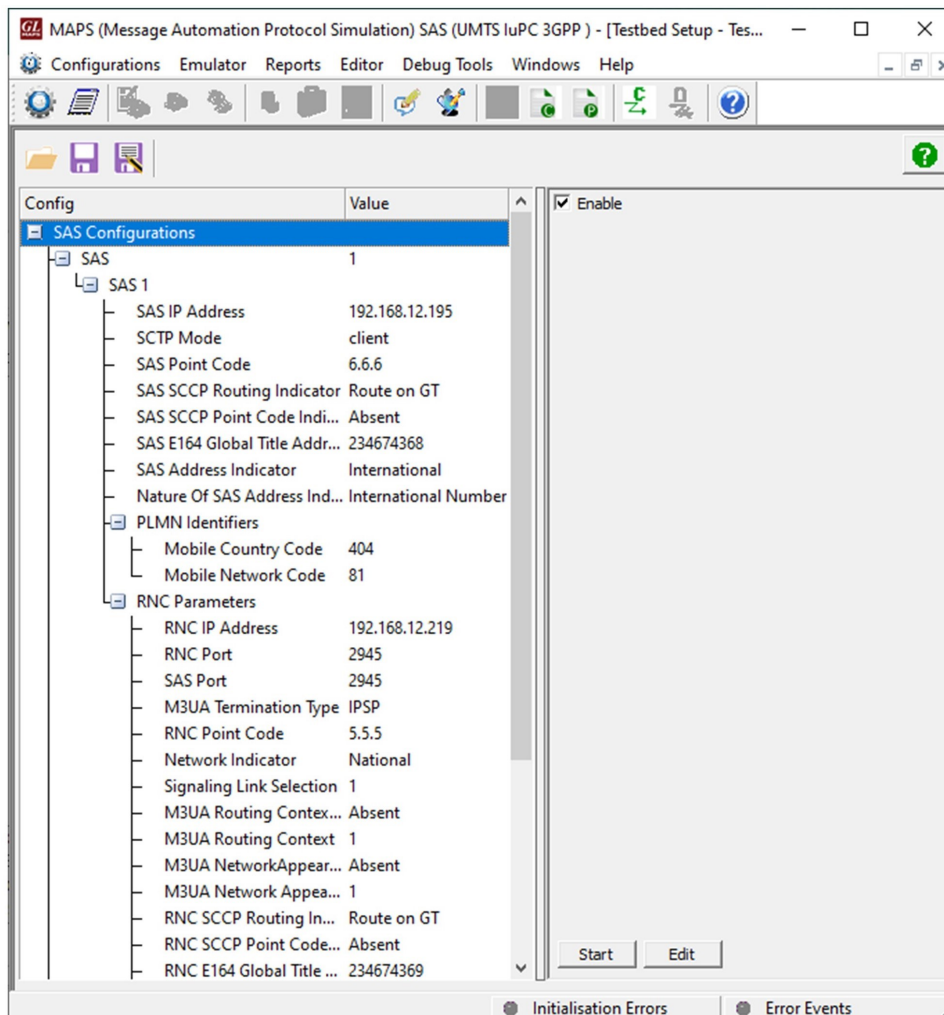 GL MAPS MAPS (Message Automation Protocol Simulation) SAS (UMTS IuPC 3GPP ) - [Testbed Setup - Tes...
Configurations Emulator Reports Editor Debug Tools Windows Help
Config Value
Enable
SAS Configurations
SAS 1
SAS 1
SAS IP Address 192.168.12.195
SCTP Mode client
SAS Point Code 6.6.6
SAS SCCP Routing Indicator Route on GT
SAS SCCP Point Code Indi... Absent
SAS E164 Global Title Addr... 234674368
SAS Address Indicator International
Nature Of SAS Address Ind... International Number
PLMN Identifiers
Mobile Country Code 404
Mobile Network Code 81
RNC Parameters
RNC IP Address 192.168.12.219
RNC Port 2945
SAS Port 2945
M3UA Termination Type IPSP
RNC Point Code 5.5.5
Network Indicator National
Signaling Link Selection 1
M3UA Routing Contex... Absent
M3UA Routing Context 1
M3UA NetworkAppear... Absent
M3UA Network Appea... 1
RNC SCCP Routing In... Route on GT
RNC SCCP Point Code... Absent
RNC E164 Global Title ... 234674369
Start Edit
Initialisation Errors Error Events